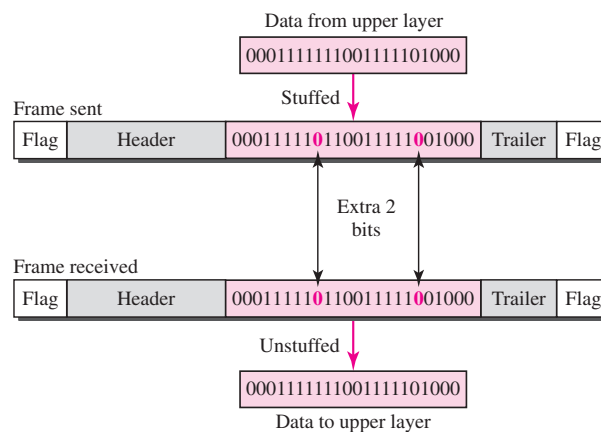 Data from upper layer
0001111111001111101000
Stuffed
Frame sent
Flag Header 000111110110011111001000 Trailer Flag
Extra 2
bits
Frame received
Flag Header 000111110110011111001000 Trailer Flag
Unstuffed
0001111111001111101000
Data to upper layer